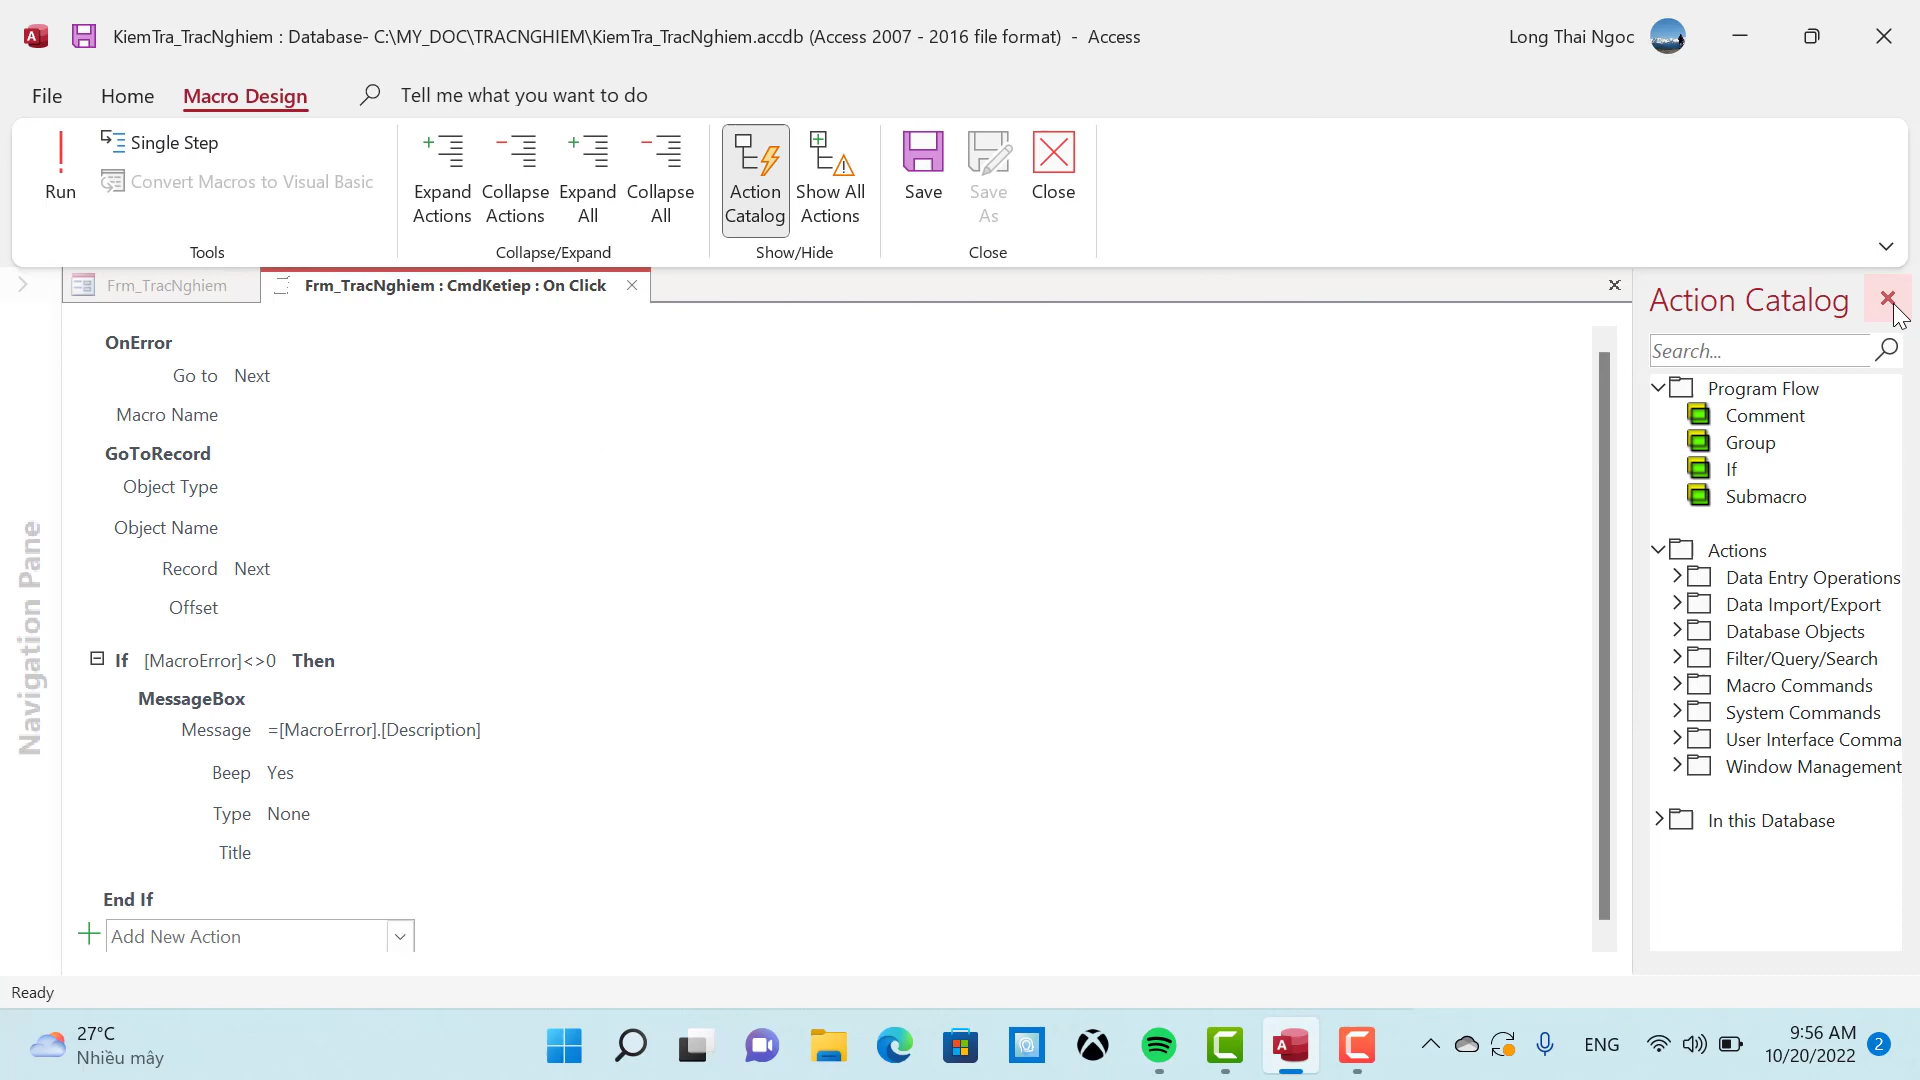 KiemTra_TracNghiem : Database- C:\MY_DOC\TRACNGHIEM\KiemTra_TracNghiem.accdb (Access 2007 - 2016 file format)  -  Access
Long Thai Ngoc
File
Home
Macro Design
Tell me what you want to do
Run
Single Step
Convert Macros to Visual Basic
Tools
Expand Actions
Collapse Actions
Expand All
Collapse All
Collapse/Expand
Action Catalog
Show All Actions
Show/Hide
Save
Save As
Close
Close
Navigation Pane
Frm_TracNghiem
Frm_TracNghiem : CmdKetiep : On Click
OnError
Go to Next
Macro Name
GoToRecord
Object Type
Object Name
Record Next
Offset
If [MacroError]<>0 Then
MessageBox
Message =[MacroError].[Description]
Beep Yes
Type None
Title
End If
Add New Action
Action Catalog
Search...
Program Flow
Comment
Group
If
Submacro
Actions
Data Entry Operations
Data Import/Export
Database Objects
Filter/Query/Search
Macro Commands
System Commands
User Interface Comma
Window Management
In this Database
Ready
27°C
Nhiều mây
ENG
9:56 AM
10/20/2022
2